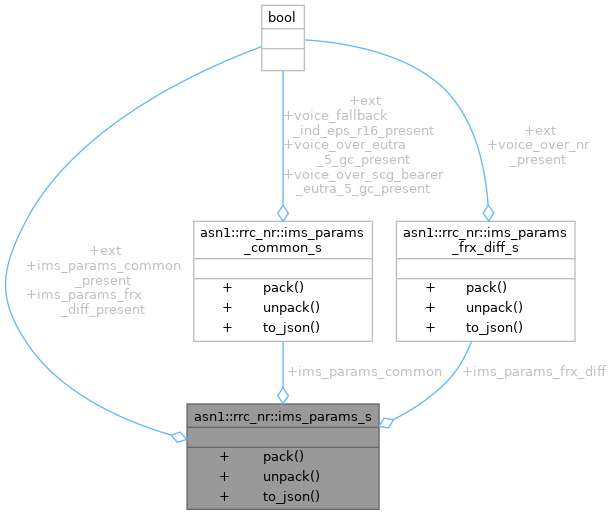 bool
+ext
+voice_fallback
_ind_eps_r16_present
+voice_over_eutra
_5_gc_present
+voice_over_scg_bearer
_eutra_5_gc_present
+ext
+voice_over_nr
_present
asn1::rrc_nr::ims_params
_common_s
+ pack()
+ unpack()
+ to_json()
asn1::rrc_nr::ims_params
_frx_diff_s
+ pack()
+ unpack()
+ to_json()
+ext
+ims_params_common
_present
+ims_params_frx
_diff_present
+ims_params_common
+ims_params_frx_diff
asn1::rrc_nr::ims_params_s
+ pack()
+ unpack()
+ to_json()